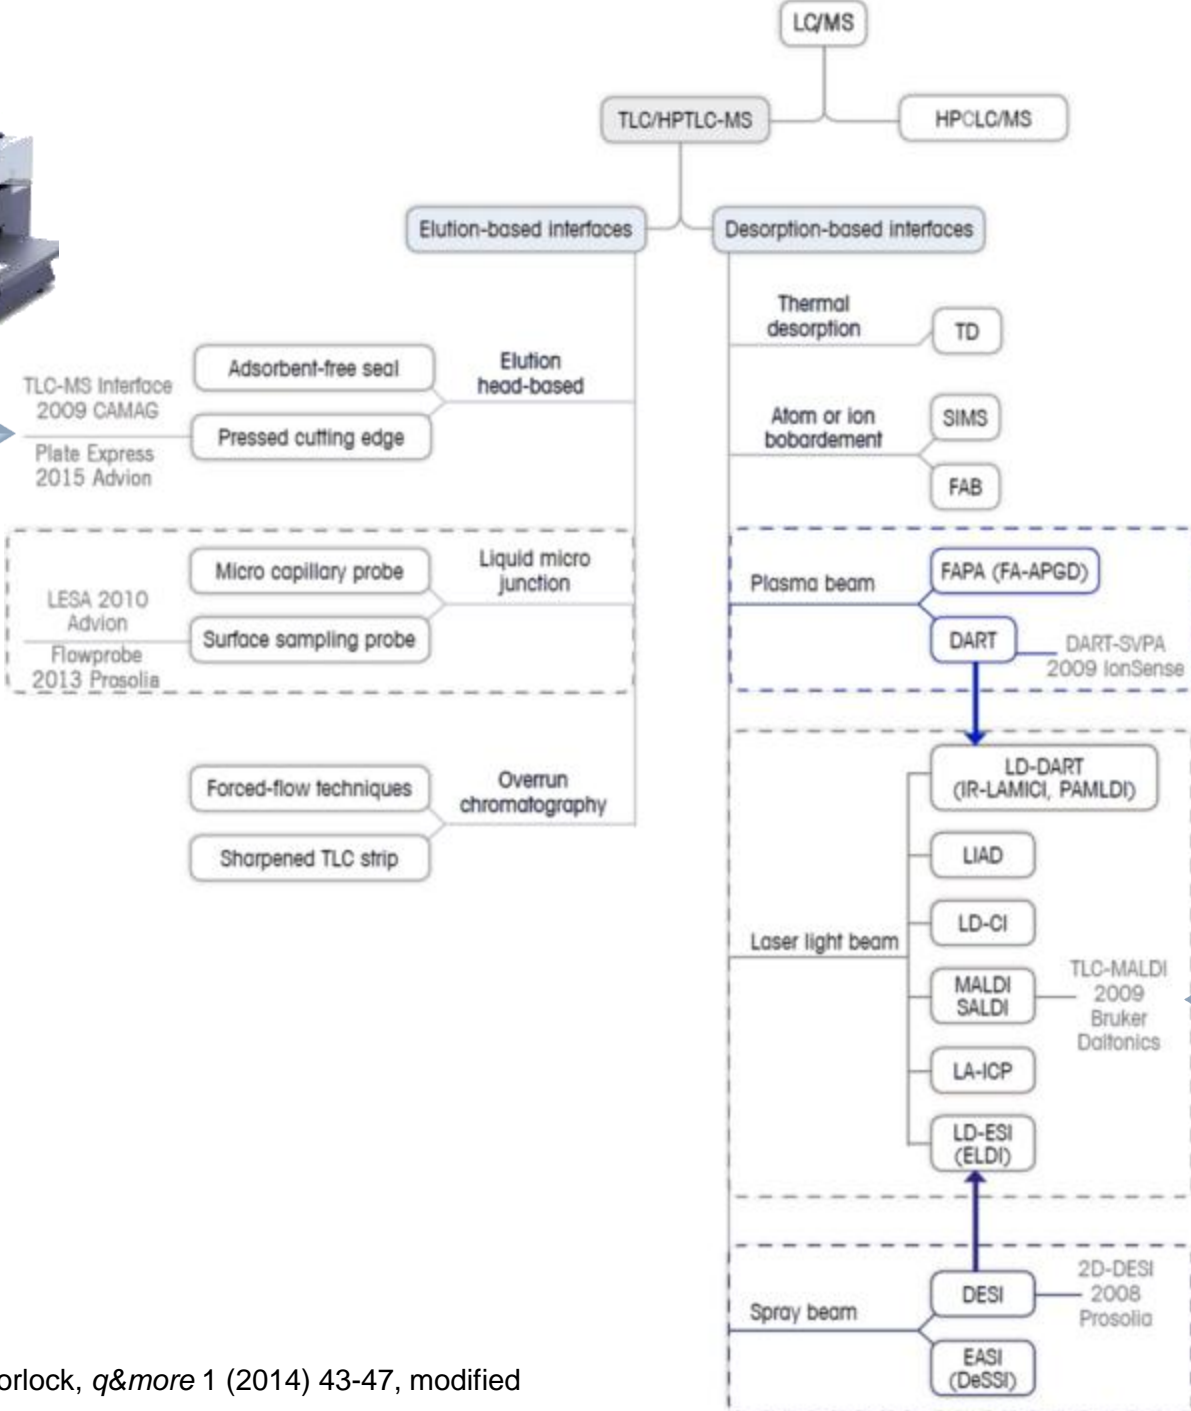 LC/MS
TLC/HPTLC-MS
HPCLC/MS
Elution-based interfaces
Desorption-based interfaces
Elution
head-based
Adsorbent-free seal
Pressed cutting edge
TLC-MS Interface
2009 CAMAG
Plate Express
2015 Advion
Liquid micro
junction
Micro capillary probe
Surface sampling probe
LESA 2010
Advion
Flowprobe
2013 Prosolia
Overrun
chromatography
Forced-flow techniques
Sharpened TLC strip
Thermal
desorption
TD
Atom or ion
bobardement
SIMS
FAB
Plasma beam
FAPA (FA-APGD)
DART
DART-SVPA
2009 IonSense
Laser light beam
LD-DART
(IR-LAMICI, PAMLDI)
LIAD
LD-CI
MALDI
SALDI
TLC-MALDI
2009
Bruker
Daltonics
LA-ICP
LD-ESI
(ELDI)
Spray beam
DESI
2D-DESI
2008
Prosolia
EASI
(DeSSI)
orlock, q&more 1 (2014) 43-47, modified